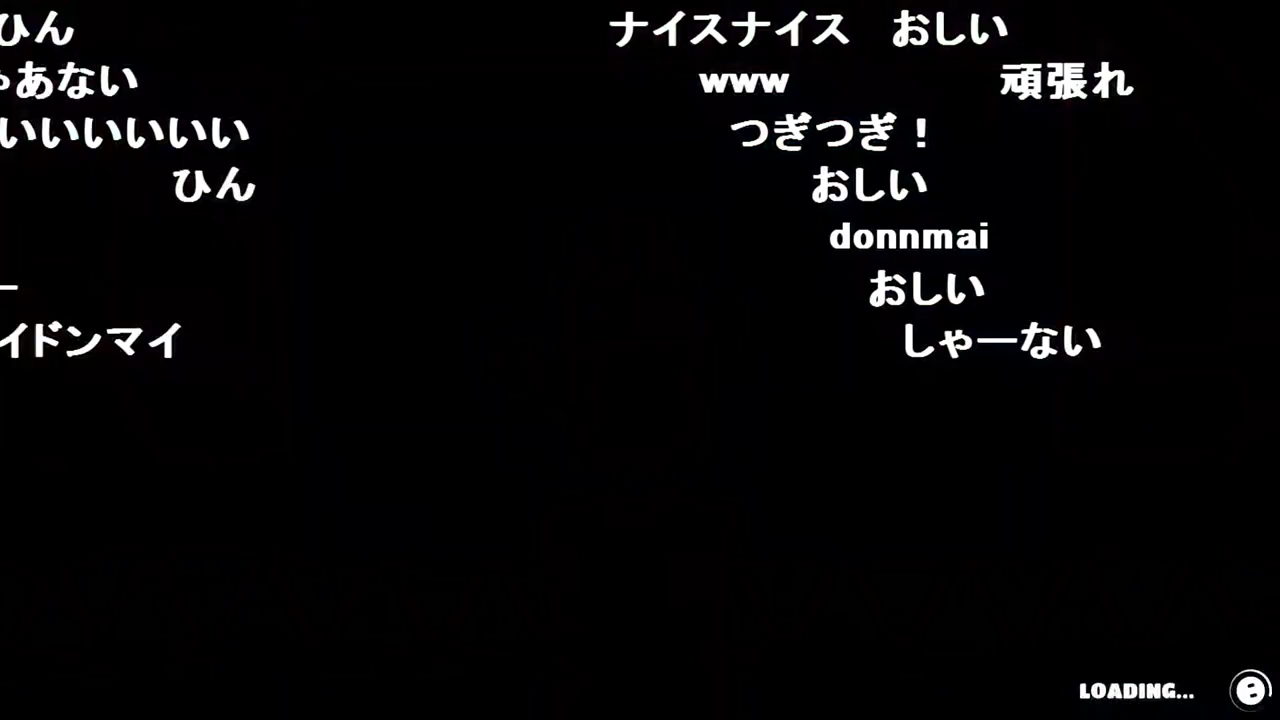 ひん ナイスナイス おしい
ゃあない www 頑張れ
いいいいいい つぎつぎ！
ひん おしい
donnmai
ー おしい
イドンマイ しゃーない
LOADING...